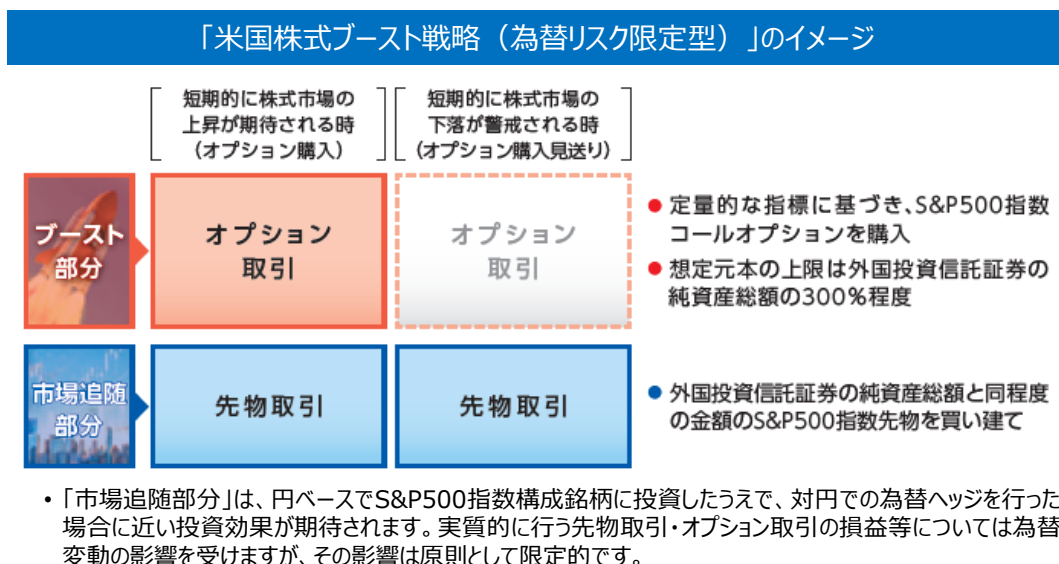 「米国株式ブースト戦略（為替リスク限定型）」のイメージ
短期的に株式市場の
上昇が期待される時
（オプション購入）
短期的に株式市場の
下落が警戒される時
（オプション購入見送り）
ブースト
部分
オプション
取引
オプション
取引
● 定量的な指標に基づき、S&P500指数
コールオプションを購入
● 想定元本の上限は外国投資信託証券の
純資産総額の300％程度
市場追随
部分
先物取引
先物取引
● 外国投資信託証券の純資産総額と同程度
の金額のS&P500指数先物を買い建て
・「市場追随部分」は、円ベースでS&P500指数構成銘柄に投資したうえで、対円での為替ヘッジを行った
場合に近い投資効果が期待されます。実質的に行う先物取引・オプション取引の損益等については為替
変動の影響を受けますが、その影響は原則として限定的です。